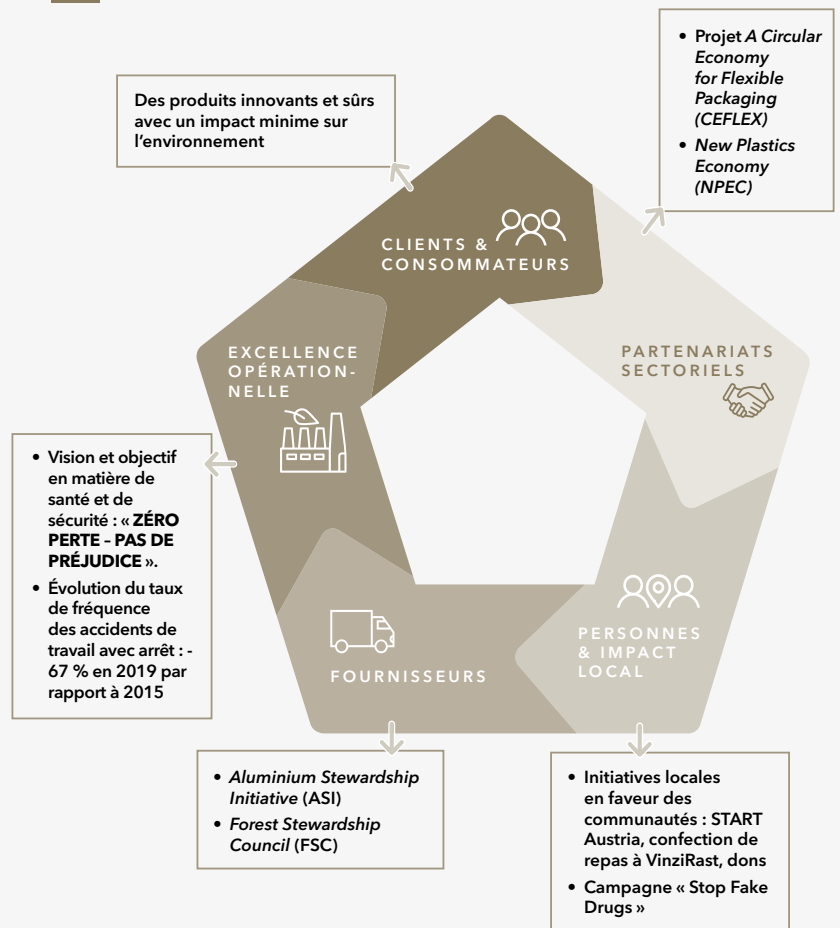 Des produits innovants et sûrs
avec un impact minime sur
l’environnement
• Projet A Circular
Economy
for Flexible
Packaging
(CEFLEX)
• New Plastics
Economy
(NPEC)
CLIENTS &
CONSOMMATEURS
PARTENARIATS
SECTORIELS
EXCELLENCE
OPÉRATION-
NELLE
• Vision et objectif
en matière de
santé et de
sécurité : « ZÉRO
PERTE – PAS DE
PRÉJUDICE ».
• Évolution du taux
de fréquence
des accidents de
travail avec arrêt : -
67 % en 2019 par
rapport à 2015
PERSONNES
& IMPACT
LOCAL
FOURNISSEURS
• Aluminium Stewardship
Initiative (ASI)
• Forest Stewardship
Council (FSC)
• Initiatives locales
en faveur des
communautés : START
Austria, confection de
repas à VinziRast, dons
• Campagne « Stop Fake
Drugs »